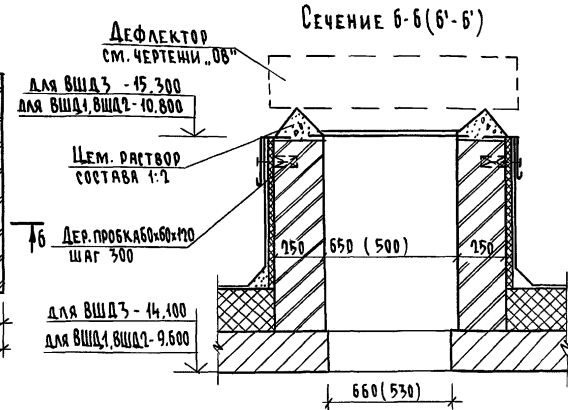 Сечение б-б (б'-б')
Дефлектор
см. чертежи „ОВ"
для ВШД3 - 15.300
для ВШД1, ВШД2 - 10.800
Цем. раствор
состава 1:2
б
Дер. пробка 60х60х120
шаг 300
250 650 (500) 250
для ВШД3 - 14,100
для ВШД1, ВШД2 - 9.600
660 (530)